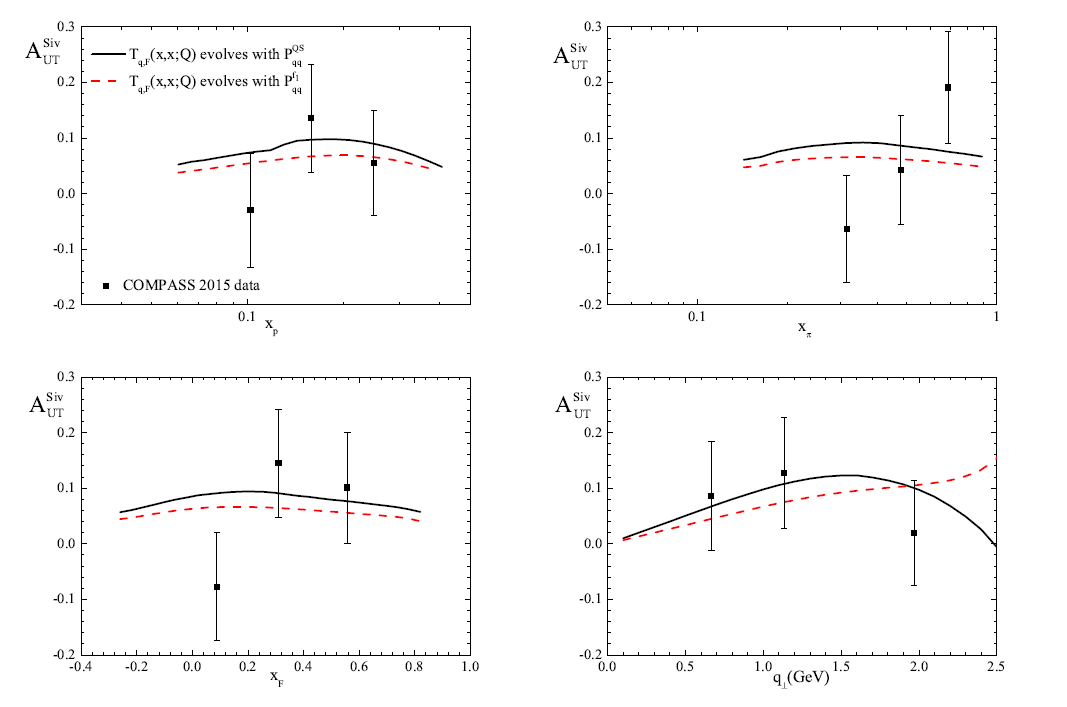 0.3
A_UT^Siv
T_q,F(x,x;Q) evolves with P_qq^QS
0.2
T_q,F(x,x;Q) evolves with P_qq^f1
0.1
0.0
-0.1
COMPASS 2015 data
-0.2
0.1
x_p
0.3
A_UT^Siv
0.2
0.1
0.0
-0.1
-0.2
0.1 1
x_π
0.3
A_UT^Siv
0.2
0.1
0.0
-0.1
-0.2
-0.4 -0.2 0.0 0.2 0.4 0.6 0.8 1.0
x_F
0.3
A_UT^Siv
0.2
0.1
0.0
-0.1
-0.2
0.0 0.5 1.0 1.5 2.0 2.5
q_⊥(GeV)